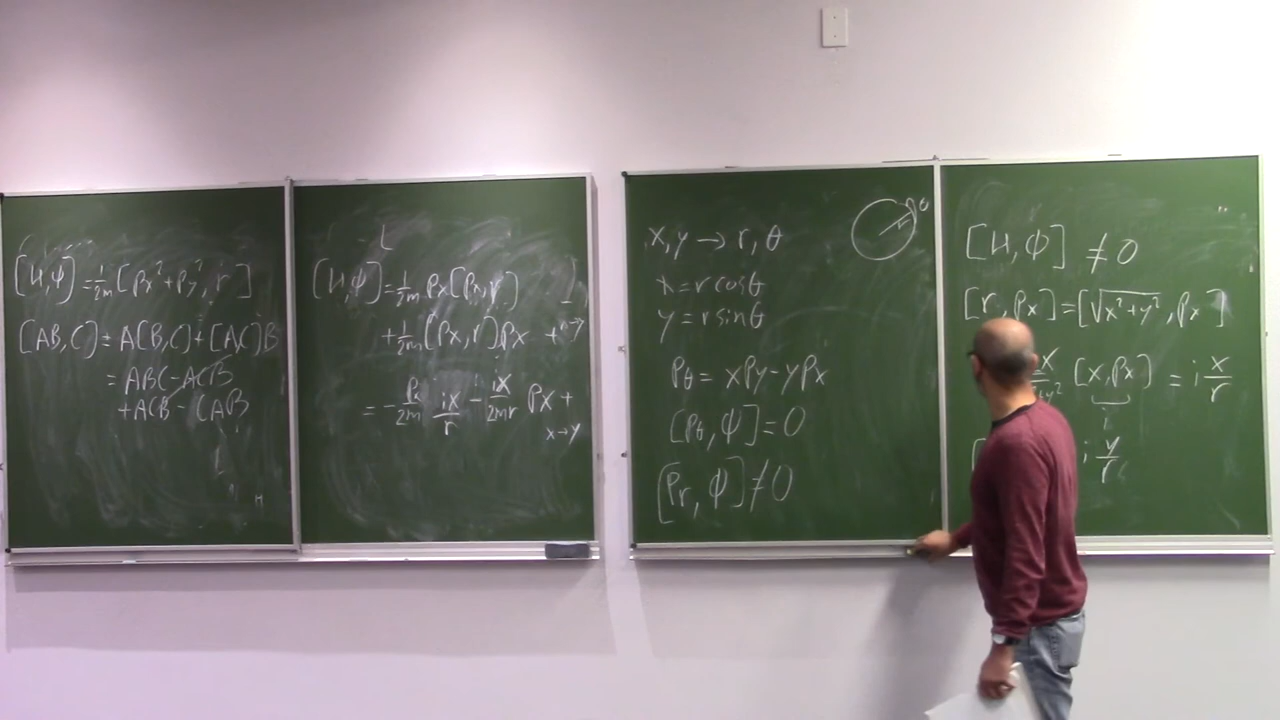 [H,ψ] = 1/2m [Px² + Py², r]
[AB,C] = A[B,C] + [A,C]B
= ABC - ACB
+ACB - CAB
[H,ψ] = 1/2m Px[Px,r]
+ 1/2m [Px,r]Px +
= - Px/2m ix/r - ix/2mr Px +
x→y
x,y → r,θ
θ
r
x = r cosθ
y = r sinθ
Pθ = xPy - yPx
[Pθ,ψ] = 0
[Pr,ψ] ≠ 0
[H,ψ] ≠ 0
[r,Px] = [√x²+y², Px]
x [x,Px] = i x/r
i
i y/r